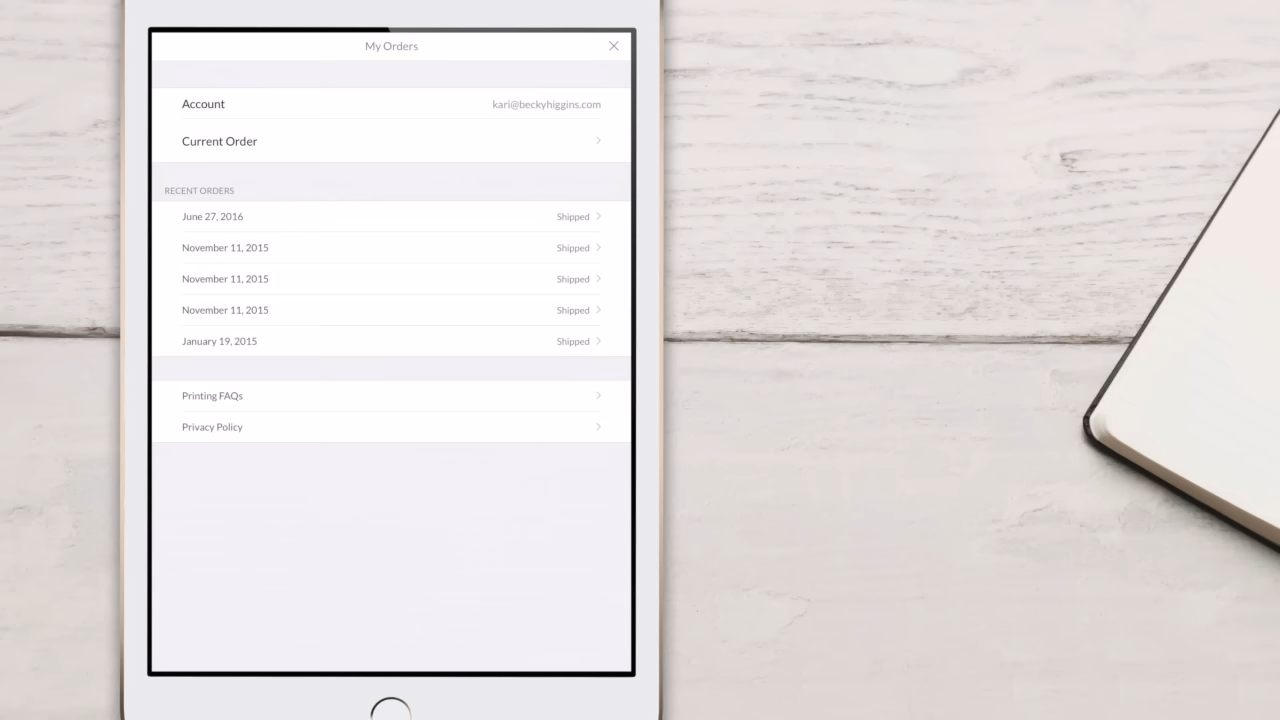 My Orders
Account kari@beckyhiggins.com
Current Order
RECENT ORDERS
June 27, 2016 Shipped
November 11, 2015 Shipped
November 11, 2015 Shipped
November 11, 2015 Shipped
January 19, 2015 Shipped
Printing FAQs
Privacy Policy